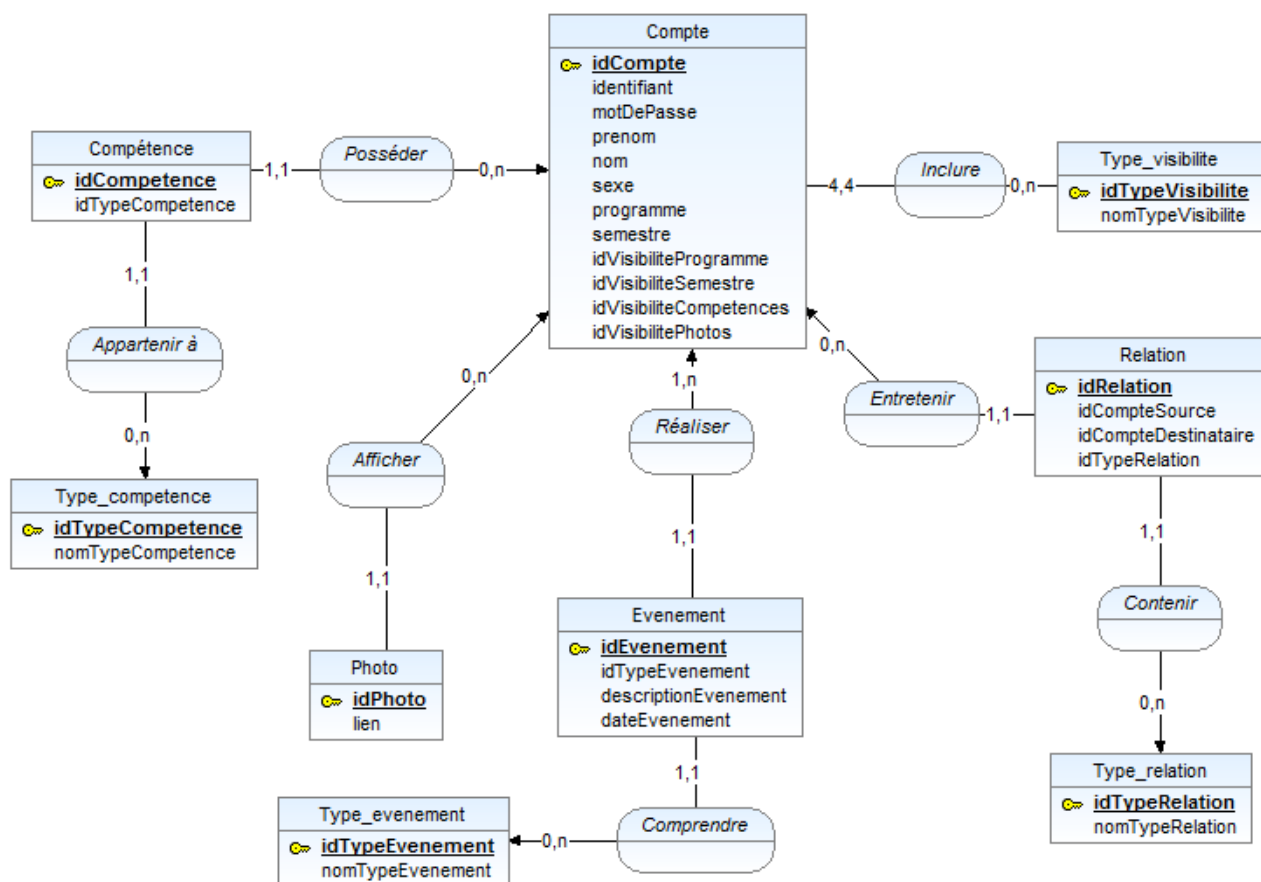 Compte
idCompte
identifiant
motDePasse
prenom
nom
sexe
programme
semestre
idVisibiliteProgramme
idVisibiliteSemestre
idVisibiliteCompetences
idVisibilitePhotos
Compétence
idCompetence
idTypeCompetence
1,1
Posséder
0,n
4,4
Inclure
0,n
Type_visibilite
idTypeVisibilite
nomTypeVisibilite
1,1
Appartenir à
0,n
Type_competence
idTypeCompetence
nomTypeCompetence
0,n
Afficher
1,1
Photo
idPhoto
lien
1,n
Réaliser
1,1
Evenement
idEvenement
idTypeEvenement
descriptionEvenement
dateEvenement
1,1
Comprendre
0,n
Type_evenement
idTypeEvenement
nomTypeEvenement
0,n
Entretenir
1,1
Relation
idRelation
idCompteSource
idCompteDestinataire
idTypeRelation
1,1
Contenir
0,n
Type_relation
idTypeRelation
nomTypeRelation